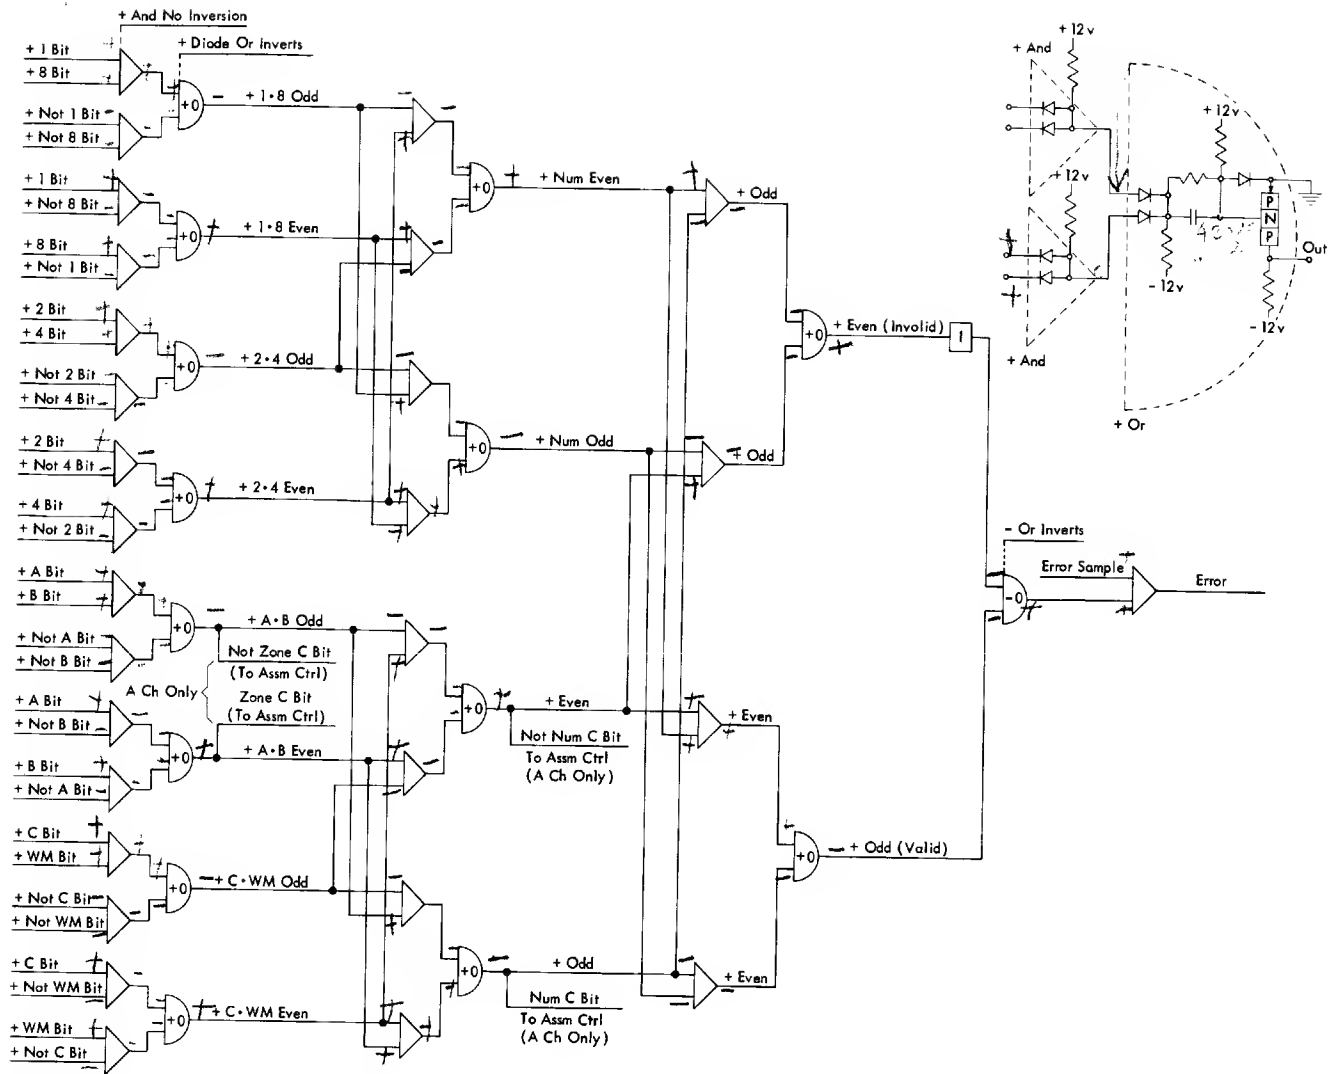 + And No Inversion
+ Diode Or Inverts
+ 1 Bit
+ 8 Bit
+ Not 1 Bit
+ Not 8 Bit
+ 1 Bit
+ Not 8 Bit
+ 8 Bit
+ Not 1 Bit
+ 2 Bit
+ 4 Bit
+ Not 2 Bit
+ Not 4 Bit
+ 2 Bit
+ Not 4 Bit
+ 4 Bit
+ Not 2 Bit
+ A Bit
+ B Bit
+ Not A Bit
+ Not B Bit
+ A Bit
+ Not B Bit
+ B Bit
+ Not A Bit
+ C Bit
+ WM Bit
+ Not C Bit
+ Not WM Bit
+ C Bit
+ Not WM Bit
+ WM Bit
+ Not C Bit
+O
+O
+O
+O
+O
+O
+O
+O
+ 1•8 Odd
+ 1•8 Even
+ 2•4 Odd
+ 2•4 Even
+ A•B Odd
Not Zone C Bit
(To Assm Ctrl)
A Ch Only
Zone C Bit
(To Assm Ctrl)
+ A•B Even
+ C•WM Odd
+ C•WM Even
+O
+O
+O
+O
+ Num Even
+ Num Odd
+ Even
Not Num C Bit
To Assm Ctrl
(A Ch Only)
+ Odd
Num C Bit
To Assm Ctrl
(A Ch Only)
+ Odd
+ Odd
+ Even
+ Even
+O
+O
+ Even (Invalid)
I
+ Odd (Valid)
- Or Inverts
-O
Error Sample
Error
+ 12v
+ And
+ 12v
+ 12v
- 12v
P
N
P
Out
- 12v
+ And
+ Or